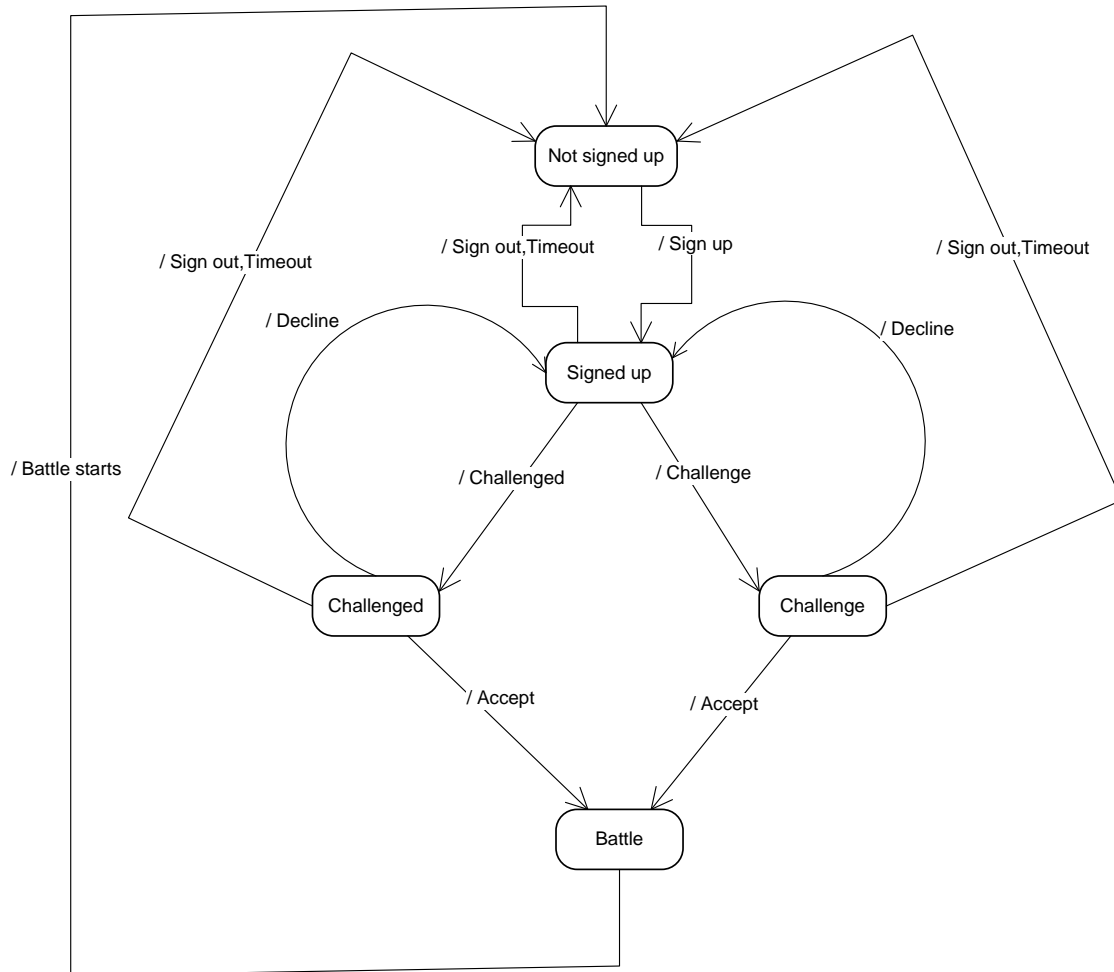 Not signed up
/ Sign out,Timeout
/ Sign up
/ Sign out,Timeout
/ Sign out,Timeout
/ Decline
/ Decline
Signed up
/ Battle starts
/ Challenged
/ Challenge
Challenged
Challenge
/ Accept
/ Accept
Battle